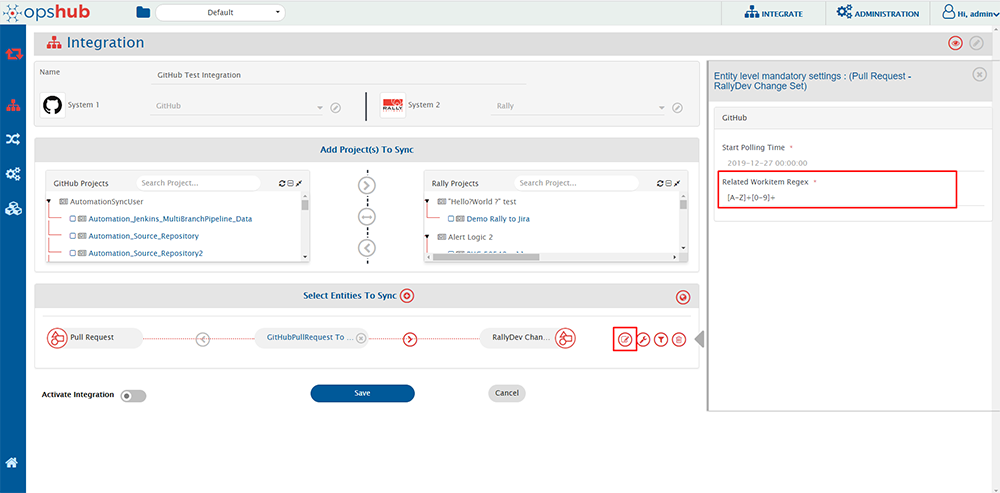 opshub
Default
INTEGRATE
ADMINISTRATION
Hi, admin
Integration
Name
GitHub Test Integration
System 1
GitHub
RALLY
System 2
Rally
Add Project(s) To Sync
GitHub Projects
Search Project...
AutomationSyncUser
Automation_Jenkins_MultiBranchPipeline_Data
Automation_Source_Repository
Automation_Source_Repository2
Rally Projects
Search Project...
"Hello?World ?" test
Demo Rally to Jira
Alert Logic 2
Select Entities To Sync
Pull Request
GitHubPullRequest To ...
RallyDev Chan...
Activate Integration
Save
Cancel
Entity level mandatory settings : (Pull Request -
RallyDev Change Set)
GitHub
Start Polling Time *
2019-12-27 00:00:00
Related Workitem Regex *
[A-Z]+[0-9]+